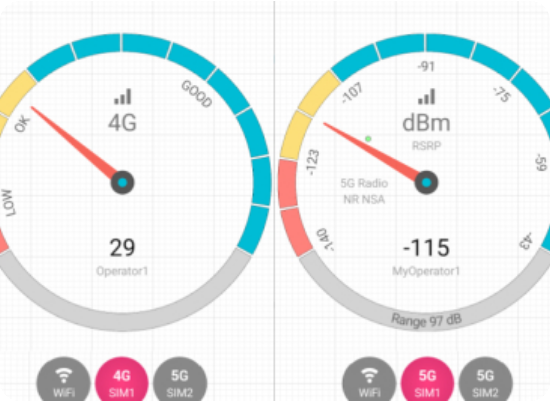 GOOD
OK
LOW
4G
29
Operator1
WiFi
4G
SIM1
5G
SIM2
-91
-107
-75
dBm
RSRP
-123
-59
5G Radio
NR NSA
-115
-140
-43
MyOperator1
Range 97 dB
WiFi
5G
SIM1
5G
SIM2